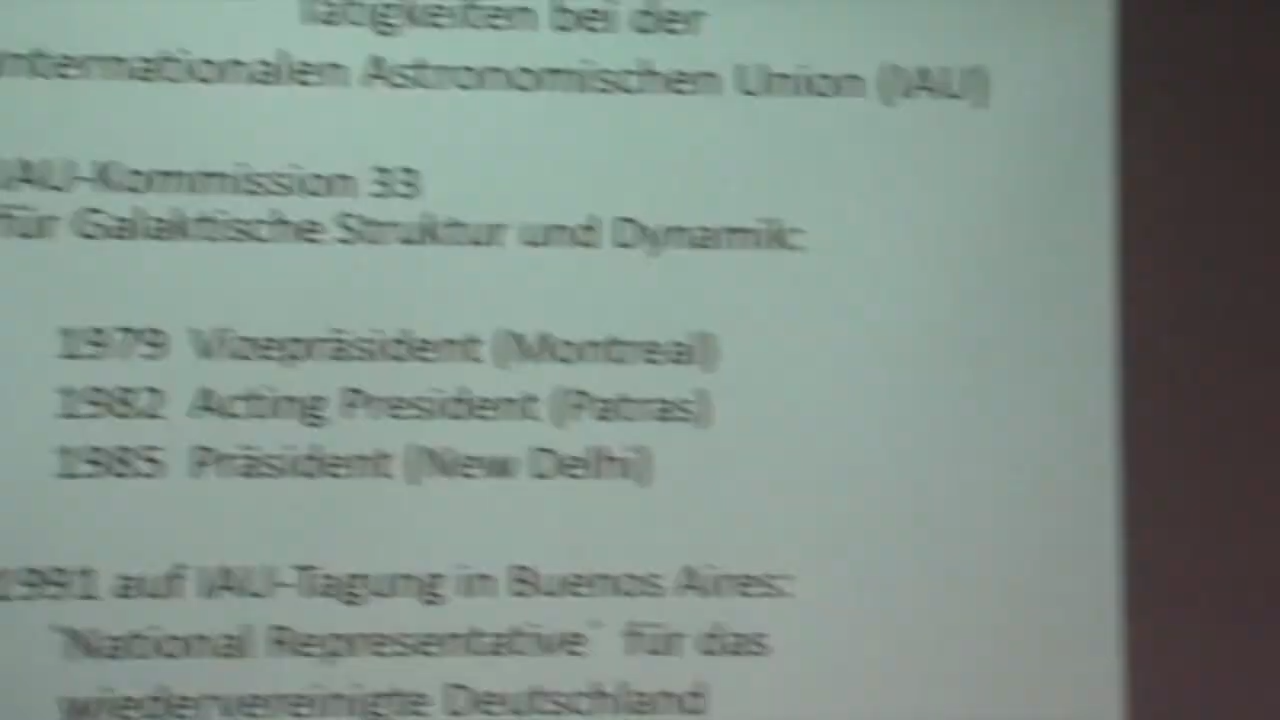 Tätigkeiten bei der
Internationalen Astronomischen Union (IAU)
IAU-Kommission 33
für Galaktische Struktur und Dynamik:
1979 Vizepräsident (Montreal)
1982 Acting President (Patras)
1985 Präsident (New Delhi)
1991 auf IAU-Tagung in Buenos Aires:
"National Representative" für das
wiedervereinigte Deutschland